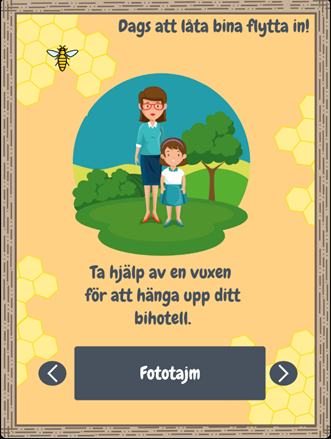 Dags att låta bina flytta in!
Ta hjälp av en vuxen
för att hänga upp ditt
bihotell.
Fototajm